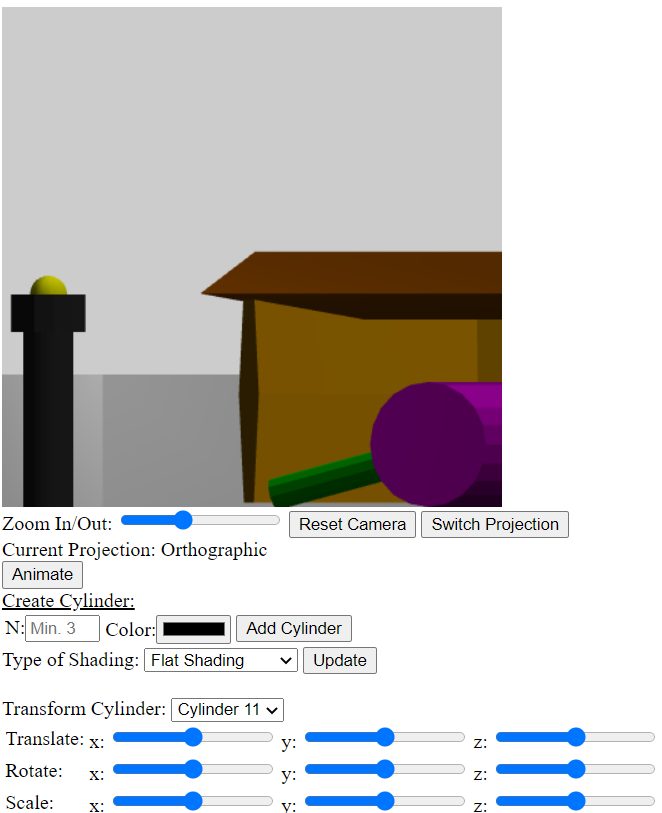 Zoom In/Out: Reset Camera Switch Projection
Current Projection: Orthographic
Animate
Create Cylinder:
N: Min. 3 Color: Add Cylinder
Type of Shading: Flat Shading Update
Transform Cylinder: Cylinder 11
Translate: x: y: z:
Rotate: x: y: z:
Scale: x: y: z: